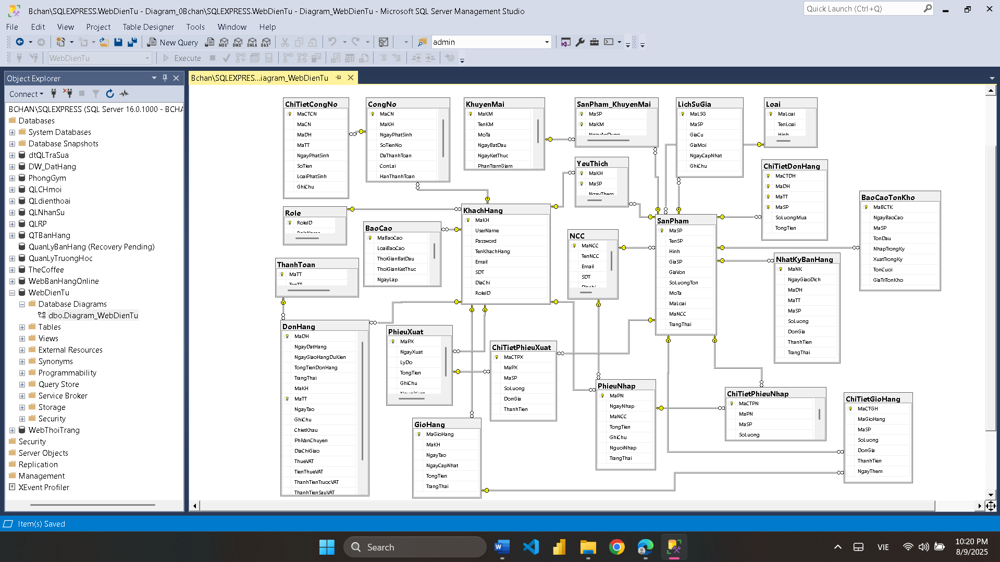 Bchan\SQLEXPRESS.WebDienTu - Diagram_0Bchan\SQLEXPRESS.WebDienTu - Diagram_WebDienTu - Microsoft SQL Server Management Studio
Quick Launch (Ctrl+Q)
File Edit View Project Table Designer Tools Window Help
New Query
MDX DMX XMLA DAX
admin
WebDienTu
Execute
Object Explorer
Connect
BCHAN\SQLEXPRESS (SQL Server 16.0.1000 - BCHA
Databases
System Databases
Database Snapshots
dtQLTraSua
DW_DatHang
PhongGym
QLCHmoi
QLdienthoai
QLNhanSu
QLRP
QTBanHang
QuanLyBanHang (Recovery Pending)
QuanLyTruongHoc
TheCoffee
WebBanHangOnline
WebDienTu
Database Diagrams
dbo.Diagram_WebDienTu
Tables
Views
External Resources
Synonyms
Programmability
Query Store
Service Broker
Storage
Security
WebThoiTrang
Security
Server Objects
Replication
Management
XEvent Profiler
Bchan\SQLEXPRES...iagram_WebDienTu
ChiTietCongNo
MaCTCN
MaCN
MaDH
MaTT
NgayPhatSinh
SoTien
LoaiPhatSinh
GhiChu
CongNo
MaCN
MaKH
NgayPhatSinh
SoTienNo
DaThanhToan
ConLai
HanThanhToan
KhuyenMai
MaKM
TenKM
MoTa
NgayBatDau
NgayKetThuc
PhanTramGiam
SanPham_KhuyenMai
MaSP
MaKM
NgayApDung
LichSuGia
MaLSG
MaSP
GiaCu
GiaMoi
NgayCapNhat
GhiChu
Loai
MaLoai
TenLoai
Hinh
YeuThich
MaKH
MaSP
NgayThem
ChiTietDonHang
MaCTDH
MaDH
MaTT
MaSP
SoLuongMua
TongTien
BaoCaoTonKho
MaBCTK
NgayBaoCao
MaSP
TonDau
NhapTrongKy
XuatTrongKy
TonCuoi
GiaTriTonKho
Role
RoleID
RoleName
BaoCao
MaBaoCao
LoaiBaoCao
ThoiGianBatDau
ThoiGianKetThuc
NgayLap
KhachHang
MaKH
UserName
Password
TenKhachHang
Email
SDT
DiaChi
RoleID
NCC
MaNCC
TenNCC
Email
SDT
SanPham
MaSP
TenSP
Hinh
GiaSP
GiaVon
SoLuongTon
MoTa
MaLoai
MaNCC
TrangThai
NhatKyBanHang
MaNK
NgayGiaoDich
MaDH
MaTT
MaSP
SoLuong
DonGia
ThanhTien
TrangThai
ThanhToan
MaTT
TenTT
DonHang
MaDH
NgayDatHang
NgayGiaoHangDuKien
TongTienDonHang
TrangThai
MaKH
MaTT
NgayTao
GhiChu
ChietKhau
PhiVanChuyen
DiaChiGiao
ThueVAT
TienThueVAT
ThanhTienTruocVAT
ThanhTienSauVAT
PhieuXuat
MaPX
NgayXuat
LyDo
TongTien
GhiChu
NguoiXuat
ChiTietPhieuXuat
MaCTPX
MaPX
MaSP
SoLuong
DonGia
ThanhTien
GioHang
MaGioHang
MaKH
NgayTao
NgayCapNhat
TongTien
TrangThai
PhieuNhap
MaPN
NgayNhap
MaNCC
TongTien
GhiChu
NguoiNhap
TrangThai
ChiTietPhieuNhap
MaCTPN
MaPN
MaSP
SoLuong
ChiTietGioHang
MaCTGH
MaGioHang
MaSP
SoLuong
DonGia
ThanhTien
NgayThem
Item(s) Saved
Search
VIE
10:20 PM
8/9/2025